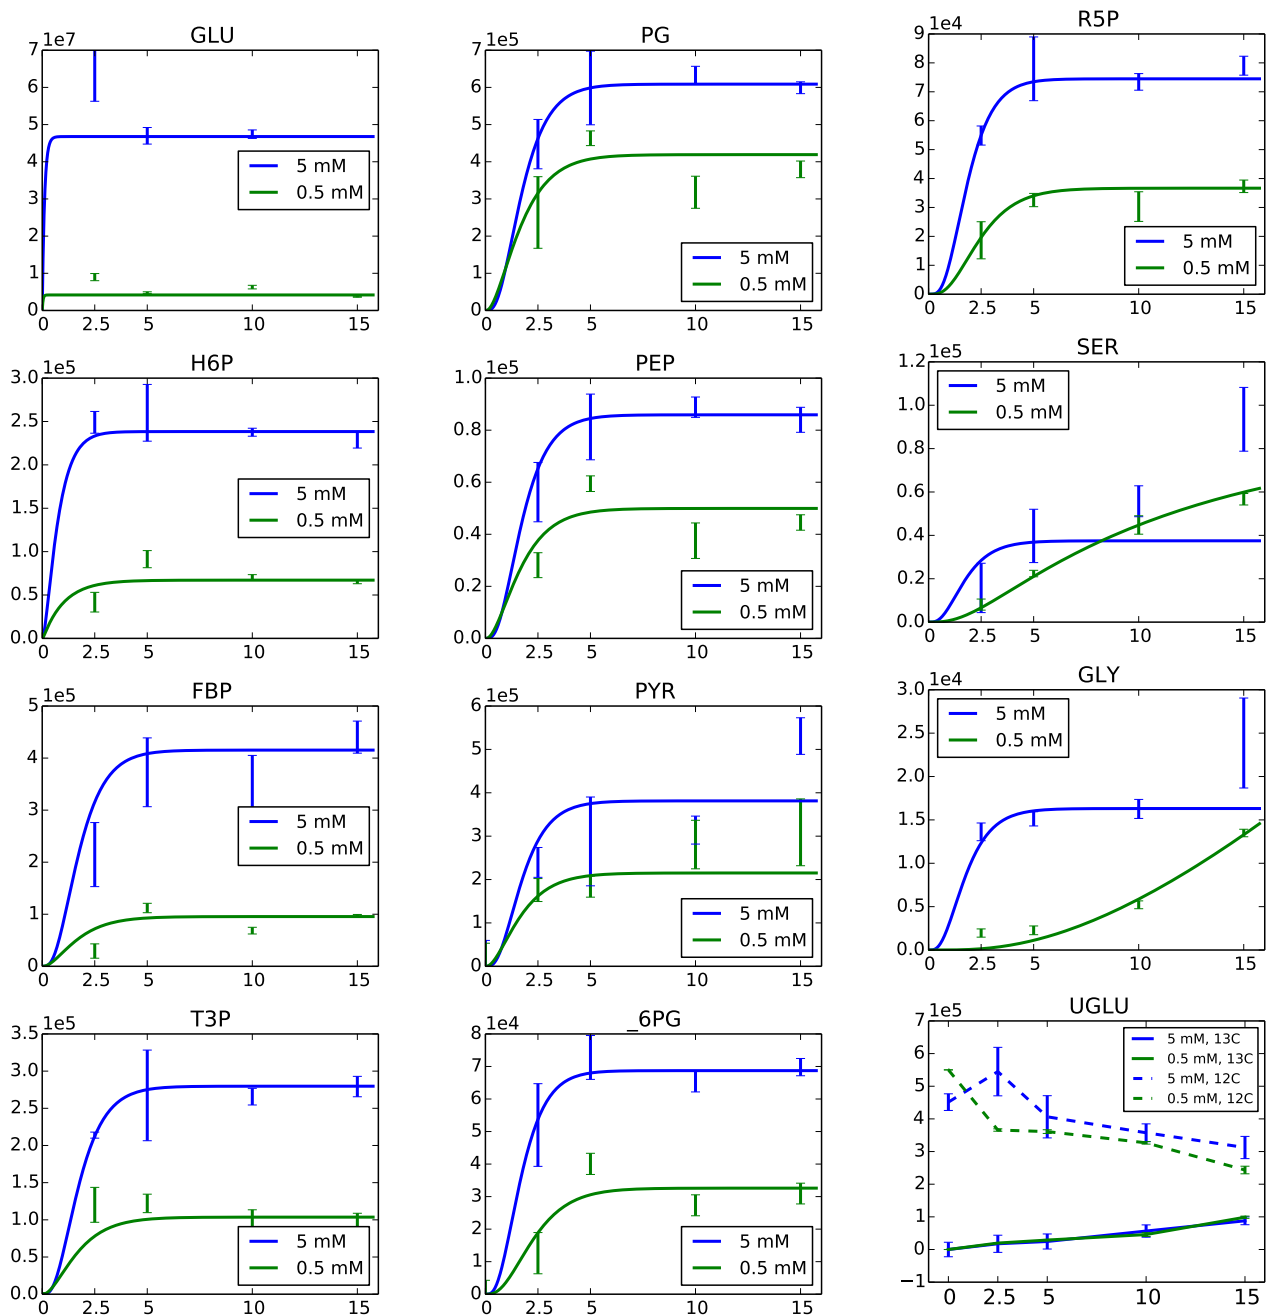 GLU
1e7
7
6
5
4
3
2
1
0
0 2.5 5 10 15
5 mM
0.5 mM
PG
1e5
7
6
5
4
3
2
1
0
0 2.5 5 10 15
5 mM
0.5 mM
R5P
1e4
9
8
7
6
5
4
3
2
1
0
0 2.5 5 10 15
5 mM
0.5 mM
H6P
1e5
3.0
2.5
2.0
1.5
1.0
0.5
0.0
0 2.5 5 10 15
5 mM
0.5 mM
PEP
1e5
1.0
0.8
0.6
0.4
0.2
0.0
0 2.5 5 10 15
5 mM
0.5 mM
SER
1e5
1.2
1.0
0.8
0.6
0.4
0.2
0.0
0 2.5 5 10 15
5 mM
0.5 mM
FBP
1e5
5
4
3
2
1
0
0 2.5 5 10 15
5 mM
0.5 mM
PYR
1e5
6
5
4
3
2
1
0
0 2.5 5 10 15
5 mM
0.5 mM
GLY
1e4
3.0
2.5
2.0
1.5
1.0
0.5
0.0
0 2.5 5 10 15
5 mM
0.5 mM
T3P
1e5
3.5
3.0
2.5
2.0
1.5
1.0
0.5
0.0
0 2.5 5 10 15
5 mM
0.5 mM
_6PG
1e4
8
7
6
5
4
3
2
1
0
0 2.5 5 10 15
5 mM
0.5 mM
UGLU
1e5
7
6
5
4
3
2
1
0
−1
0 2.5 5 10 15
5 mM, 13C
0.5 mM, 13C
5 mM, 12C
0.5 mM, 12C